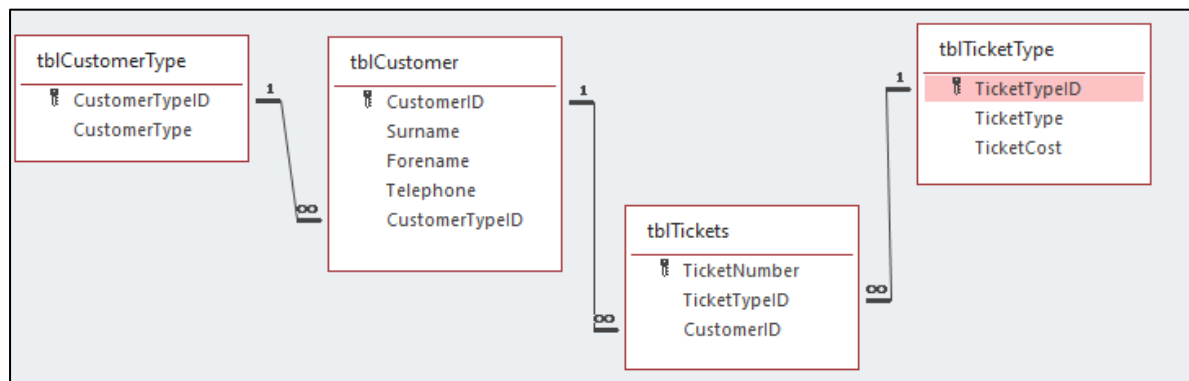 tblCustomerType
CustomerTypeID
CustomerType
1
∞
tblCustomer
CustomerID
Surname
Forename
Telephone
CustomerTypeID
1
∞
tblTickets
TicketNumber
TicketTypeID
CustomerID
∞
1
tblTicketType
TicketTypeID
TicketType
TicketCost